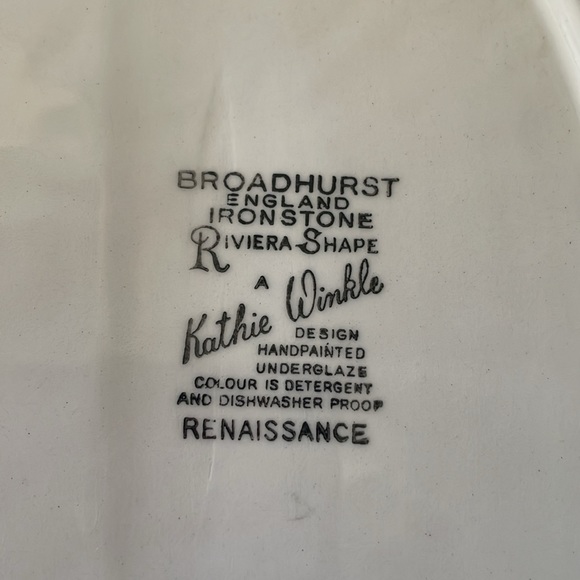 BROADHURST
ENGLAND
IRONSTONE
RIVIERA SHAPE
A
Kathie Winkle
DESIGN
HANDPAINTED
UNDERGLAZE
COLOUR IS DETERGENT
AND DISHWASHER PROOF
RENAISSANCE